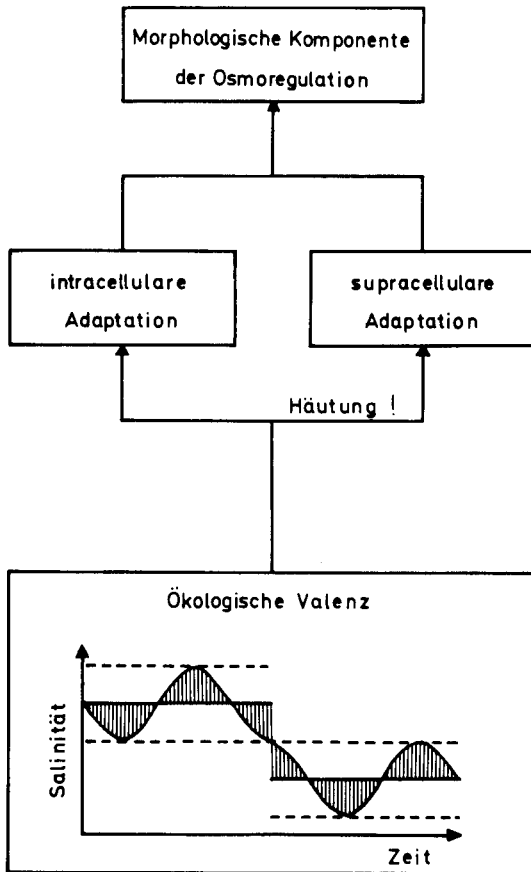 Morphologische Komponente
der Osmoregulation
intracellulare
Adaptation
supracellulare
Adaptation
Häutung !
Ökologische Valenz
Salinität
Zeit